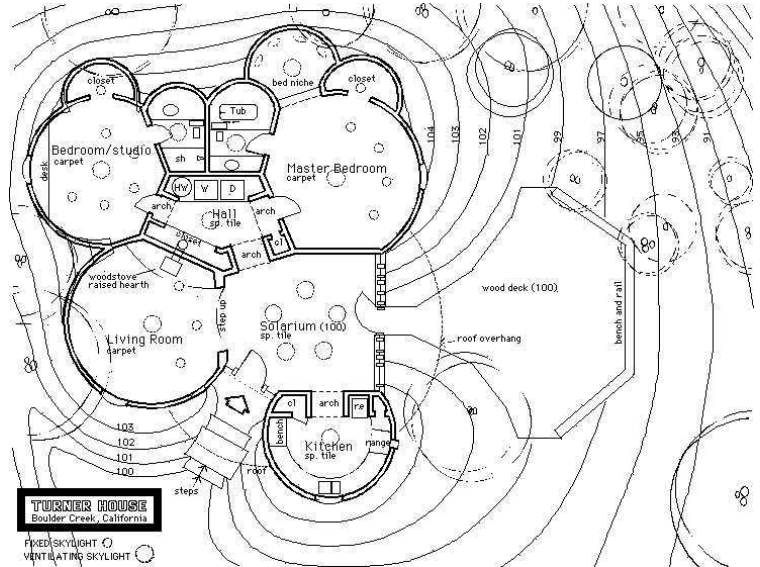 closet
bed niche
closet
Tub
Bedroom/studio
carpet
desk
sh
Master Bedroom
carpet
104
103
102
101
99
97
95
93
91
HW
W
D
arch
Hall
sp. tile
arch
closet
cl
arch
woodstove
raised hearth
step up
Solarium (100)
sp. tile
wood deck (100)
bench and rail
Living Room
carpet
roof overhang
cl
arch
re
bench
Kitchen
sp. tile
range
103
102
101
100
roof
steps
TURNER HOUSE
Boulder Creek, California
FIXED SKYLIGHT
VENTILATING SKYLIGHT